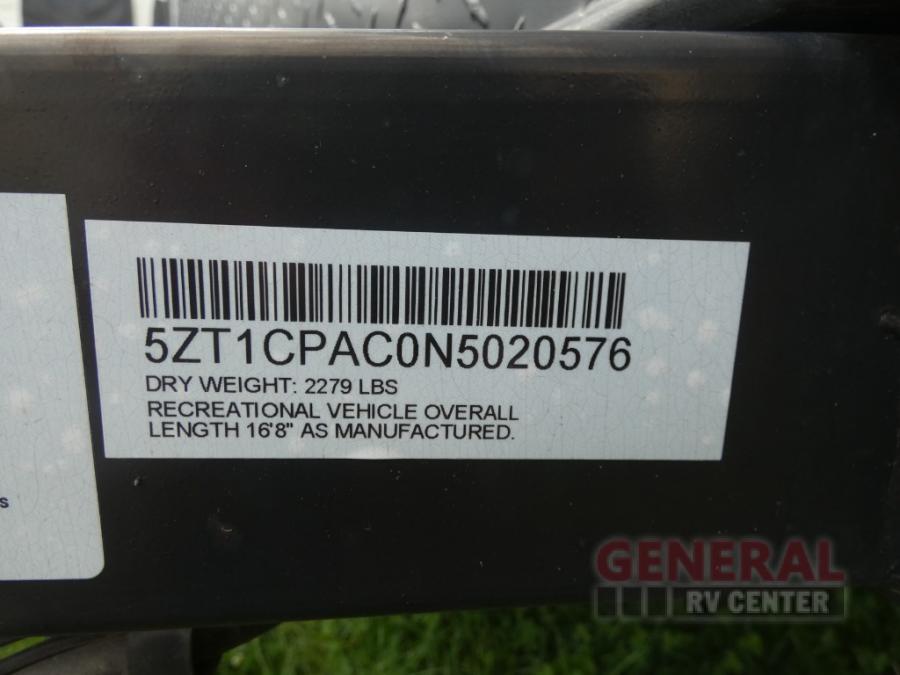 5ZT1CPAC0N5020576
DRY WEIGHT: 2279 LBS
RECREATIONAL VEHICLE OVERALL
LENGTH 16'8" AS MANUFACTURED.
s
GENERAL
RV CENTER